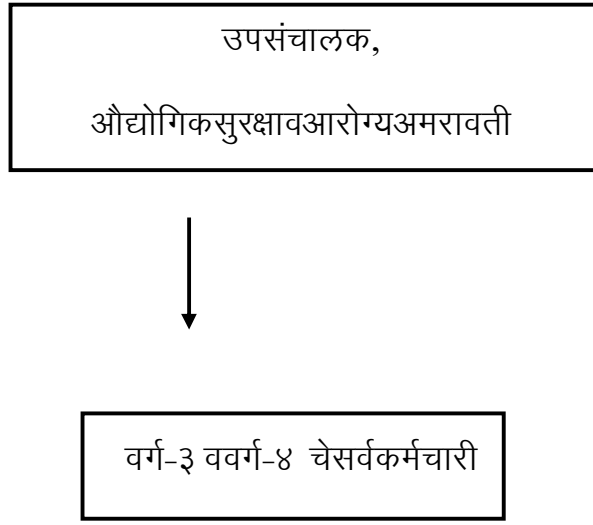 उपसंचालक,
औद्योगिकसुरक्षावआरोग्यअमरावती
वर्ग-३ ववर्ग-४ चेसर्वकर्मचारी